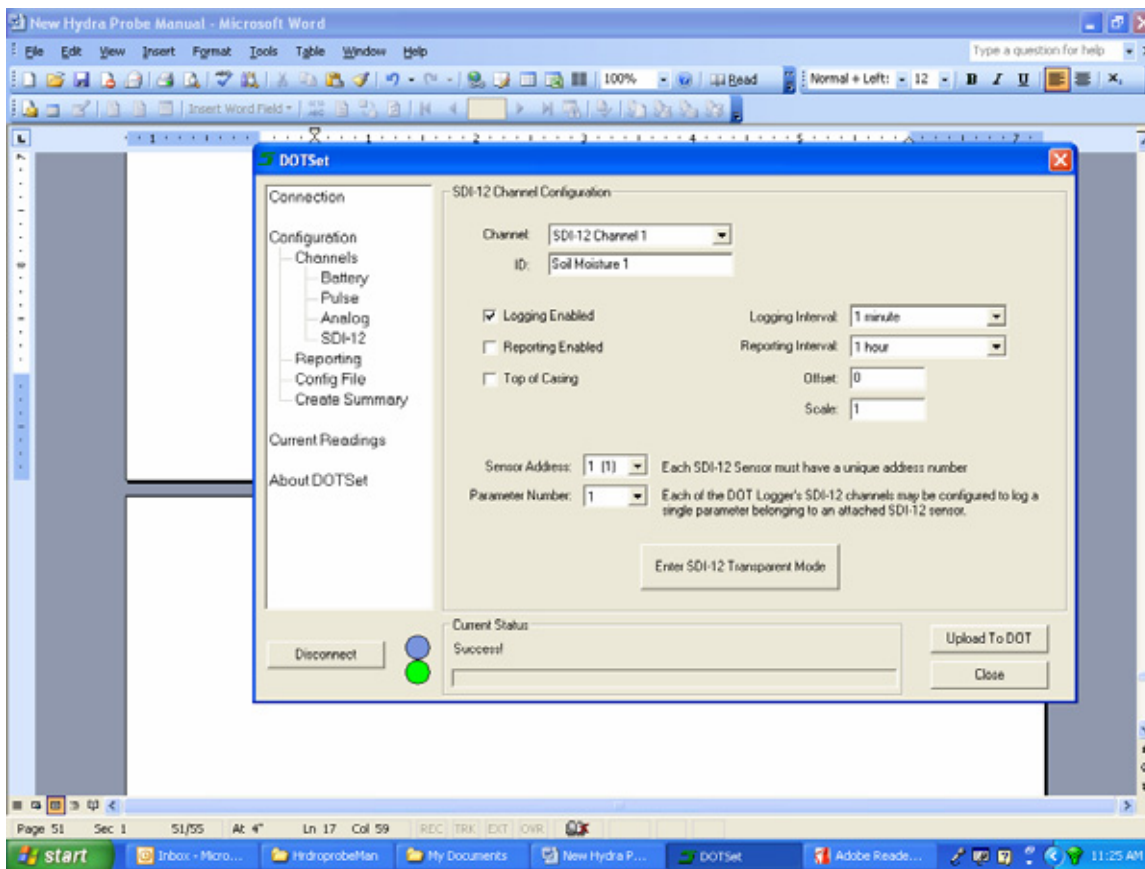 New Hydra Probe Manual - Microsoft Word
File Edit View Insert Format Tools Table Window Help
Type a question for help
100% Read Normal + Left: 12 B I U
Insert Word Field
1 1 2 3 4 5 7
DOTSet
Connection
Configuration
Channels
Battery
Pulse
Analog
SDI-12
Reporting
Config File
Create Summary
Current Readings
About DOTSet
SDI-12 Channel Configuration
Channel: SDI-12 Channel 1
ID: Soil Moisture 1
Logging Enabled
Logging Interval: 1 minute
Reporting Enabled
Reporting Interval: 1 hour
Top of Casing
Offset: 0
Scale: 1
Sensor Address: 1 (1) Each SDI-12 Sensor must have a unique address number
Parameter Number: 1 Each of the DOT Logger's SDI-12 channels may be configured to log a
single parameter belonging to an attached SDI-12 sensor.
Enter SDI-12 Transparent Mode
Disconnect
Current Status
Success!
Upload To DOT
Close
Page 51 Sec 1 51/55 At 4" Ln 17 Col 59 REC TRK EXT OVR
start Inbox - Micro... HrdroprobeMan My Documents New Hydra P... DOTSet Adobe Reade... 11:25 AM